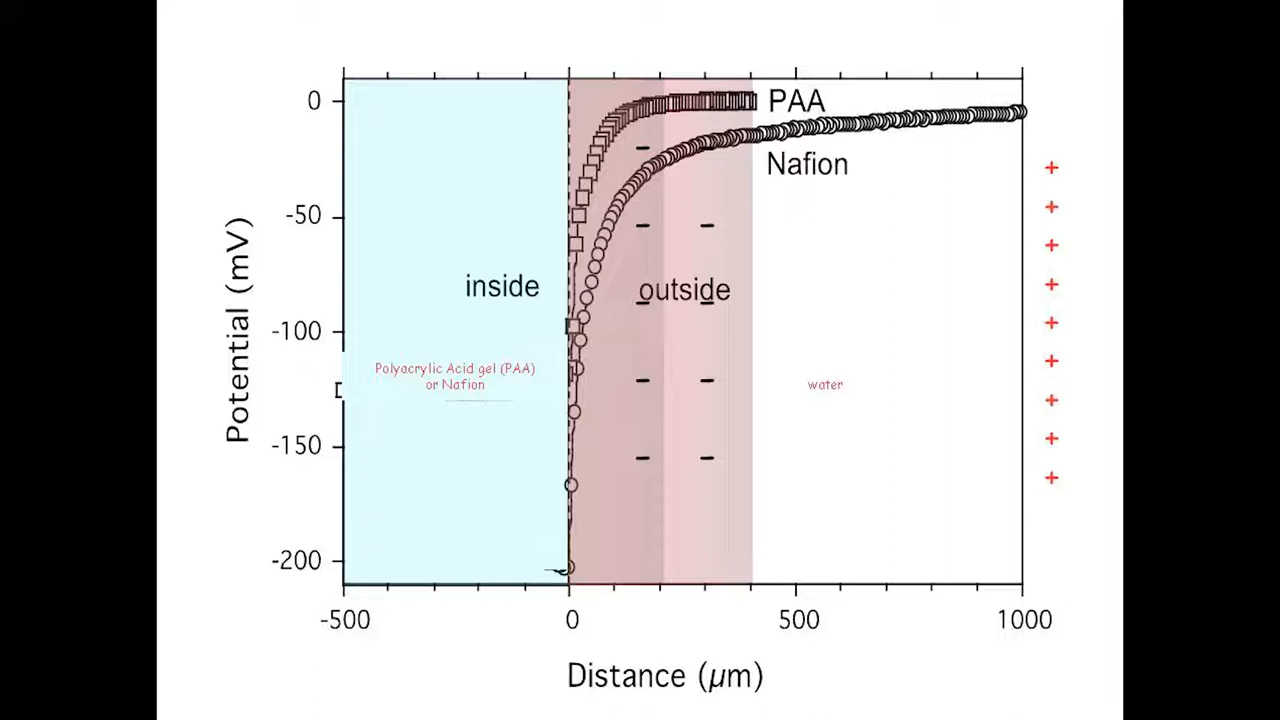 0
-50
-100
-150
-200
Potential (mV)
PAA
Nafion
inside
outside
Polyacrylic Acid gel (PAA)
or Nafion
water
-500
0
500
1000
Distance (μm)